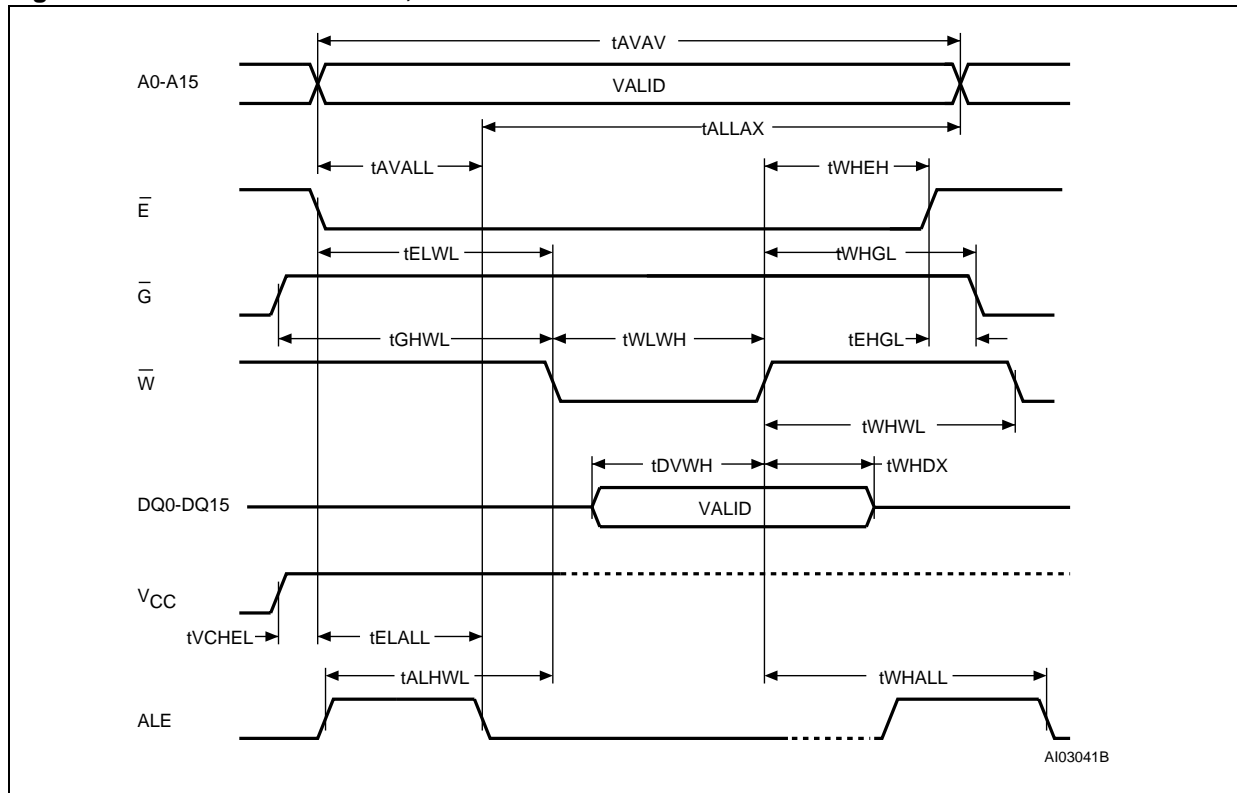 tAVAV
A0-A15
VALID
tALLAX
tAVALL
tWHEH
E
tELWL
tWHGL
G
tGHWL
tWLWH
tEHGL
W
tWHWL
tDVWH
tWHDX
DQ0-DQ15
VALID
VCC
tVCHEL
tELALL
tALHWL
tWHALL
ALE
AI03041B